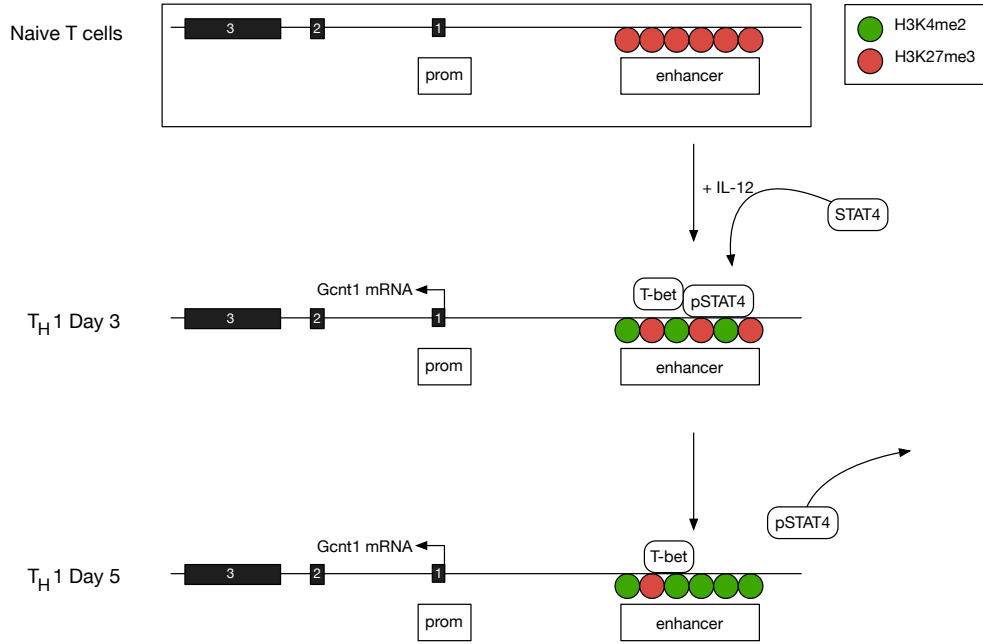 Naive T cells
3 2 1
prom
enhancer
H3K4me2
H3K27me3
+ IL-12
STAT4
TH1 Day 3
Gcnt1 mRNA
T-bet
pSTAT4
3 2 1
prom
enhancer
pSTAT4
TH1 Day 5
Gcnt1 mRNA
T-bet
3 2 1
prom
enhancer